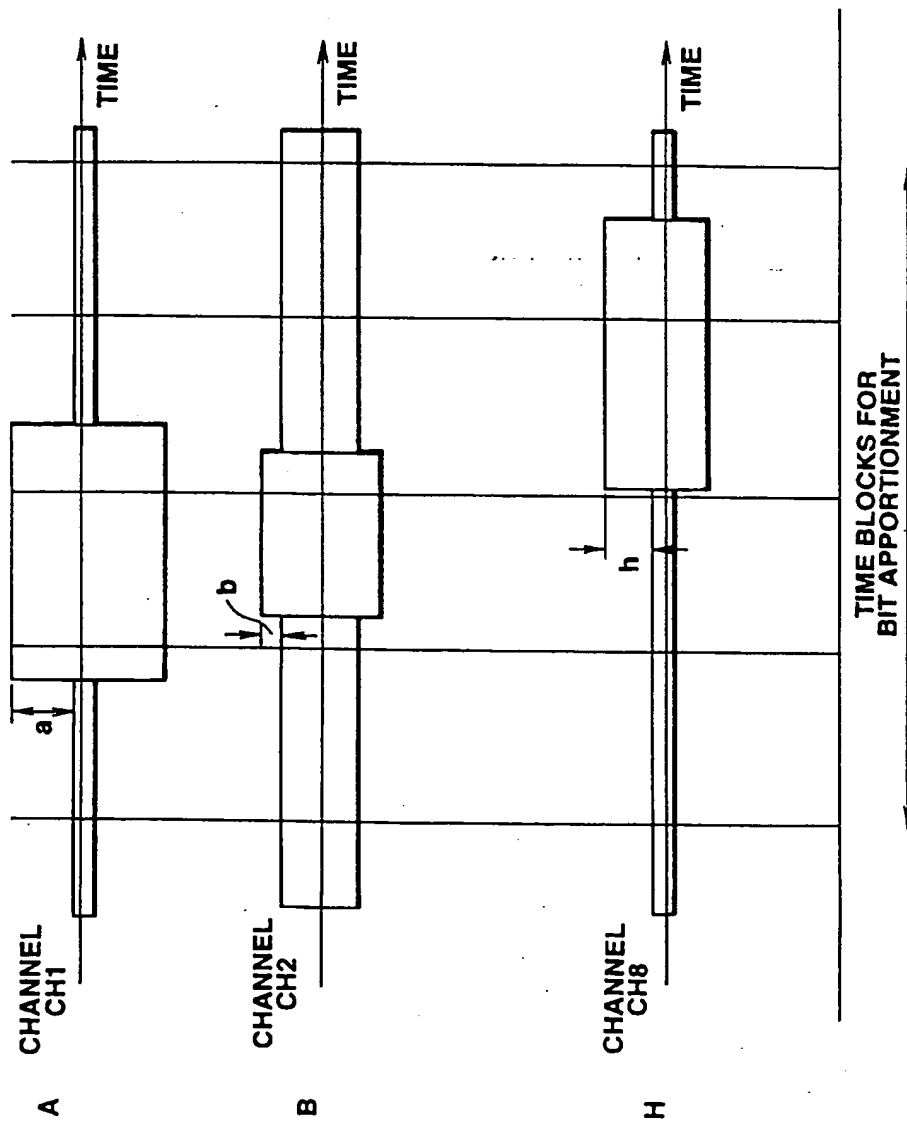 A
CHANNEL
CH1
a
TIME
B
CHANNEL
CH2
b
TIME
H
CHANNEL
CH8
h
TIME
TIME BLOCKS FOR
BIT APPORTIONMENT